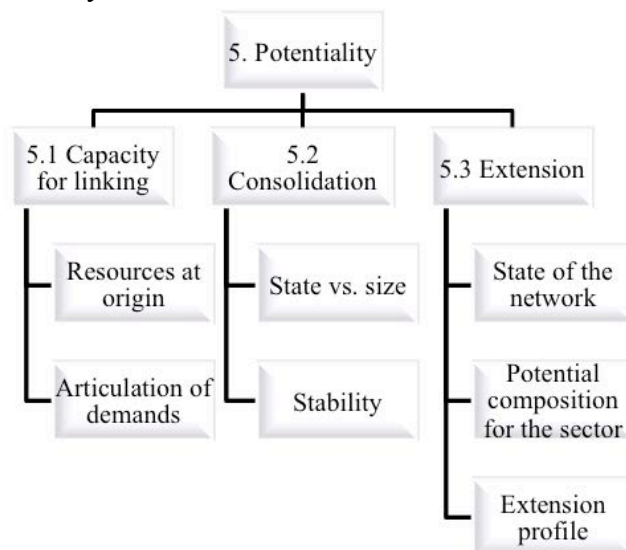 5. Potentiality
5.1 Capacity
for linking
5.2
Consolidation
5.3 Extension
Resources at
origin
Articulation of
demands
State vs. size
Stability
State of the
network
Potential
composition
for the sector
Extension
profile